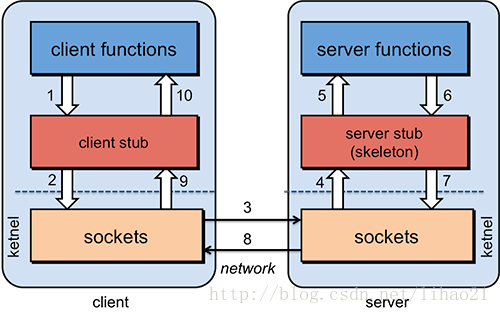 client functions
server functions
1
10
5
6
client stub
server stub
(skeleton)
2
9
4
7
ketnel
sockets
3
8
sockets
ketnel
network
client
server
http://blog.csdn.net/lihao21